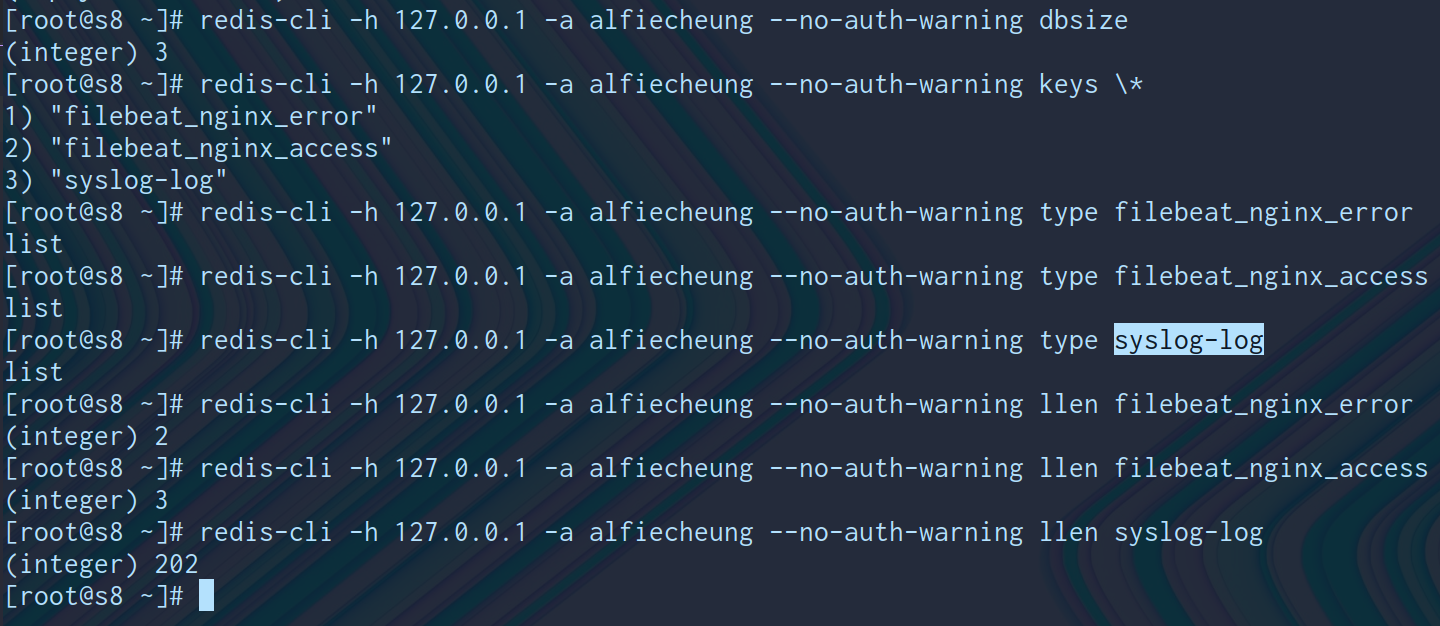 [root@s8 ~]# redis-cli -h 127.0.0.1 -a alfiecheung --no-auth-warning dbsize
(integer) 3
[root@s8 ~]# redis-cli -h 127.0.0.1 -a alfiecheung --no-auth-warning keys \*
1) "filebeat_nginx_error"
2) "filebeat_nginx_access"
3) "syslog-log"
[root@s8 ~]# redis-cli -h 127.0.0.1 -a alfiecheung --no-auth-warning type filebeat_nginx_error
list
[root@s8 ~]# redis-cli -h 127.0.0.1 -a alfiecheung --no-auth-warning type filebeat_nginx_access
list
[root@s8 ~]# redis-cli -h 127.0.0.1 -a alfiecheung --no-auth-warning type syslog-log
list
[root@s8 ~]# redis-cli -h 127.0.0.1 -a alfiecheung --no-auth-warning llen filebeat_nginx_error
(integer) 2
[root@s8 ~]# redis-cli -h 127.0.0.1 -a alfiecheung --no-auth-warning llen filebeat_nginx_access
(integer) 3
[root@s8 ~]# redis-cli -h 127.0.0.1 -a alfiecheung --no-auth-warning llen syslog-log
(integer) 202
[root@s8 ~]#